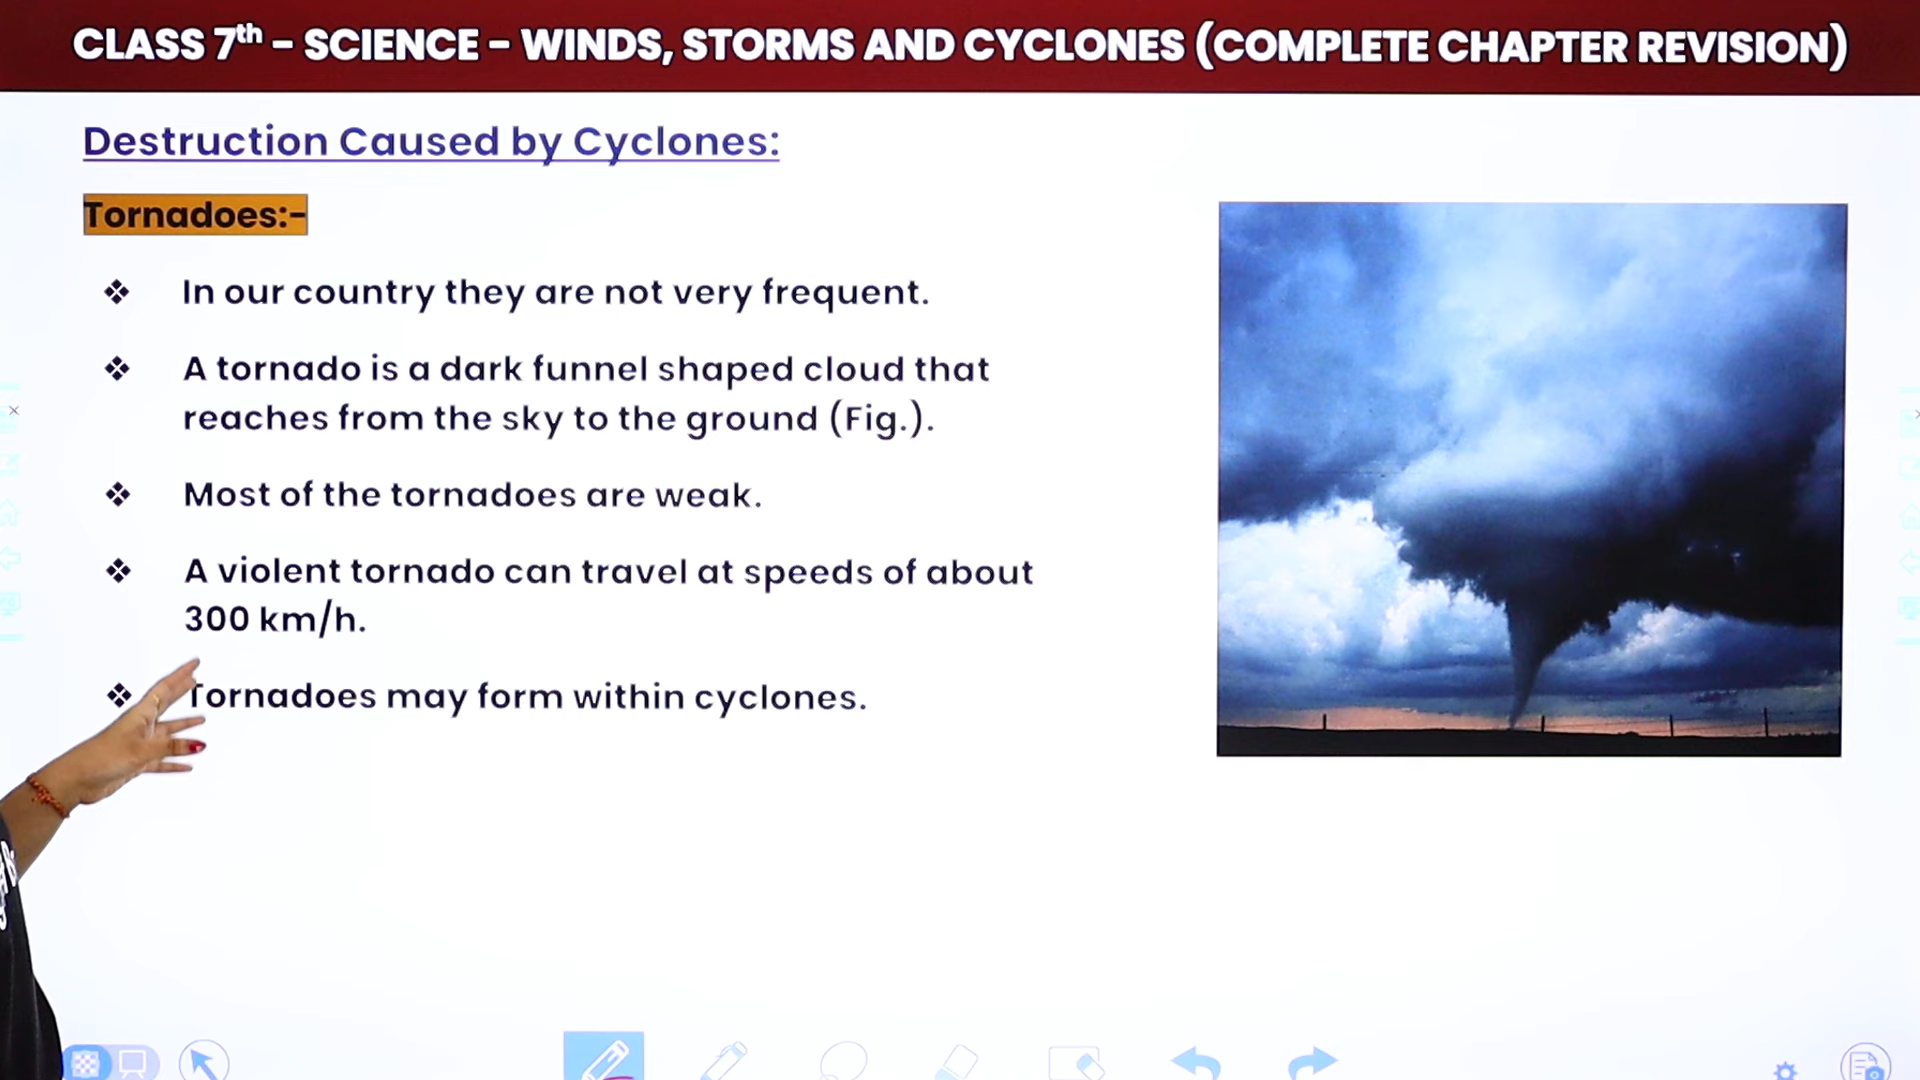 CLASS 7th – SCIENCE – WINDS, STORMS AND CYCLONES (COMPLETE CHAPTER REVISION)
Destruction Caused by Cyclones:
Tornadoes:-
❖ In our country they are not very frequent.
❖ A tornado is a dark funnel shaped cloud that
reaches from the sky to the ground (Fig.).
❖ Most of the tornadoes are weak.
❖ A violent tornado can travel at speeds of about
300 km/h.
❖ Tornadoes may form within cyclones.